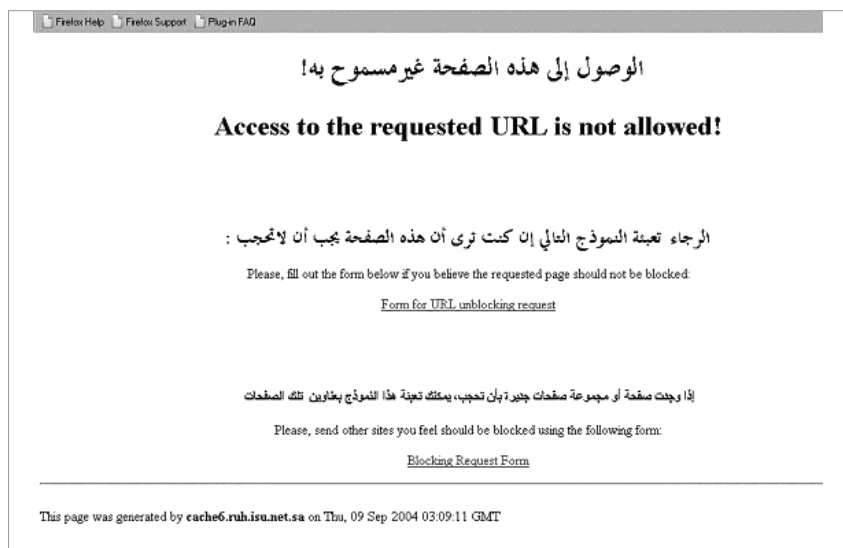 Firefox Help Firefox Support Plug-in FAQ
الوصول إلى هذه الصفحة غير مسموح به!
Access to the requested URL is not allowed!
الرجاء تعبئة النموذج التالي إن كنت ترى أن هذه الصفحة يجب أن لا تحجب :
Please, fill out the form below if you believe the requested page should not be blocked:
Form for URL unblocking request
إذا وجدت صفحة أو مجموعة صفحات جديرة بأن تحجب، يمكنك تعبئة هذا النموذج بعناوين تلك الصفحات
Please, send other sites you feel should be blocked using the following form:
Blocking Request Form
This page was generated by cache6.ruh.isu.net.sa on Thu, 09 Sep 2004 03:09:11 GMT